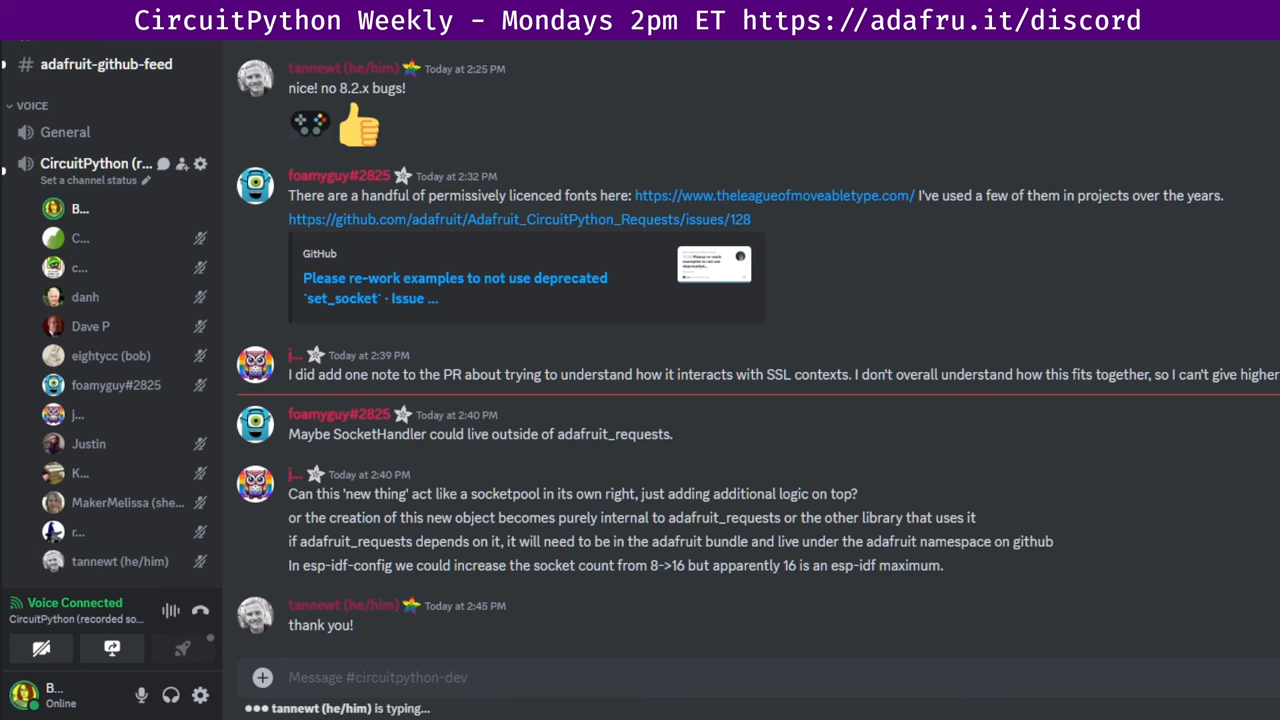 CircuitPython Weekly - Mondays 2pm ET https://adafru.it/discord
# adafruit-github-feed
VOICE
General
CircuitPython (r...
Set a channel status
B...
C...
c...
danh
Dave P
eightycc (bob)
foamyguy#2825
j...
Justin
K...
MakerMelissa (she...
r...
tannewt (he/him)
Voice Connected
CircuitPython (recorded so...
B...
Online
tannewt (he/him) Today at 2:25 PM
nice! no 8.2.x bugs!
foamyguy#2825 Today at 2:32 PM
There are a handful of permissively licenced fonts here: https://www.theleagueofmoveabletype.com/ I've used a few of them in projects over the years.
https://github.com/adafruit/Adafruit_CircuitPython_Requests/issues/128
GitHub
Please re-work examples to not use deprecated
`set_socket` · Issue ...
j... Today at 2:39 PM
I did add one note to the PR about trying to understand how it interacts with SSL contexts. I don't overall understand how this fits together, so I can't give higher
foamyguy#2825 Today at 2:40 PM
Maybe SocketHandler could live outside of adafruit_requests.
j... Today at 2:40 PM
Can this 'new thing' act like a socketpool in its own right, just adding additional logic on top?
or the creation of this new object becomes purely internal to adafruit_requests or the other library that uses it
if adafruit_requests depends on it, it will need to be in the adafruit bundle and live under the adafruit namespace on github
In esp-idf-config we could increase the socket count from 8->16 but apparently 16 is an esp-idf maximum.
tannewt (he/him) Today at 2:45 PM
thank you!
Message #circuitpython-dev
tannewt (he/him) is typing...